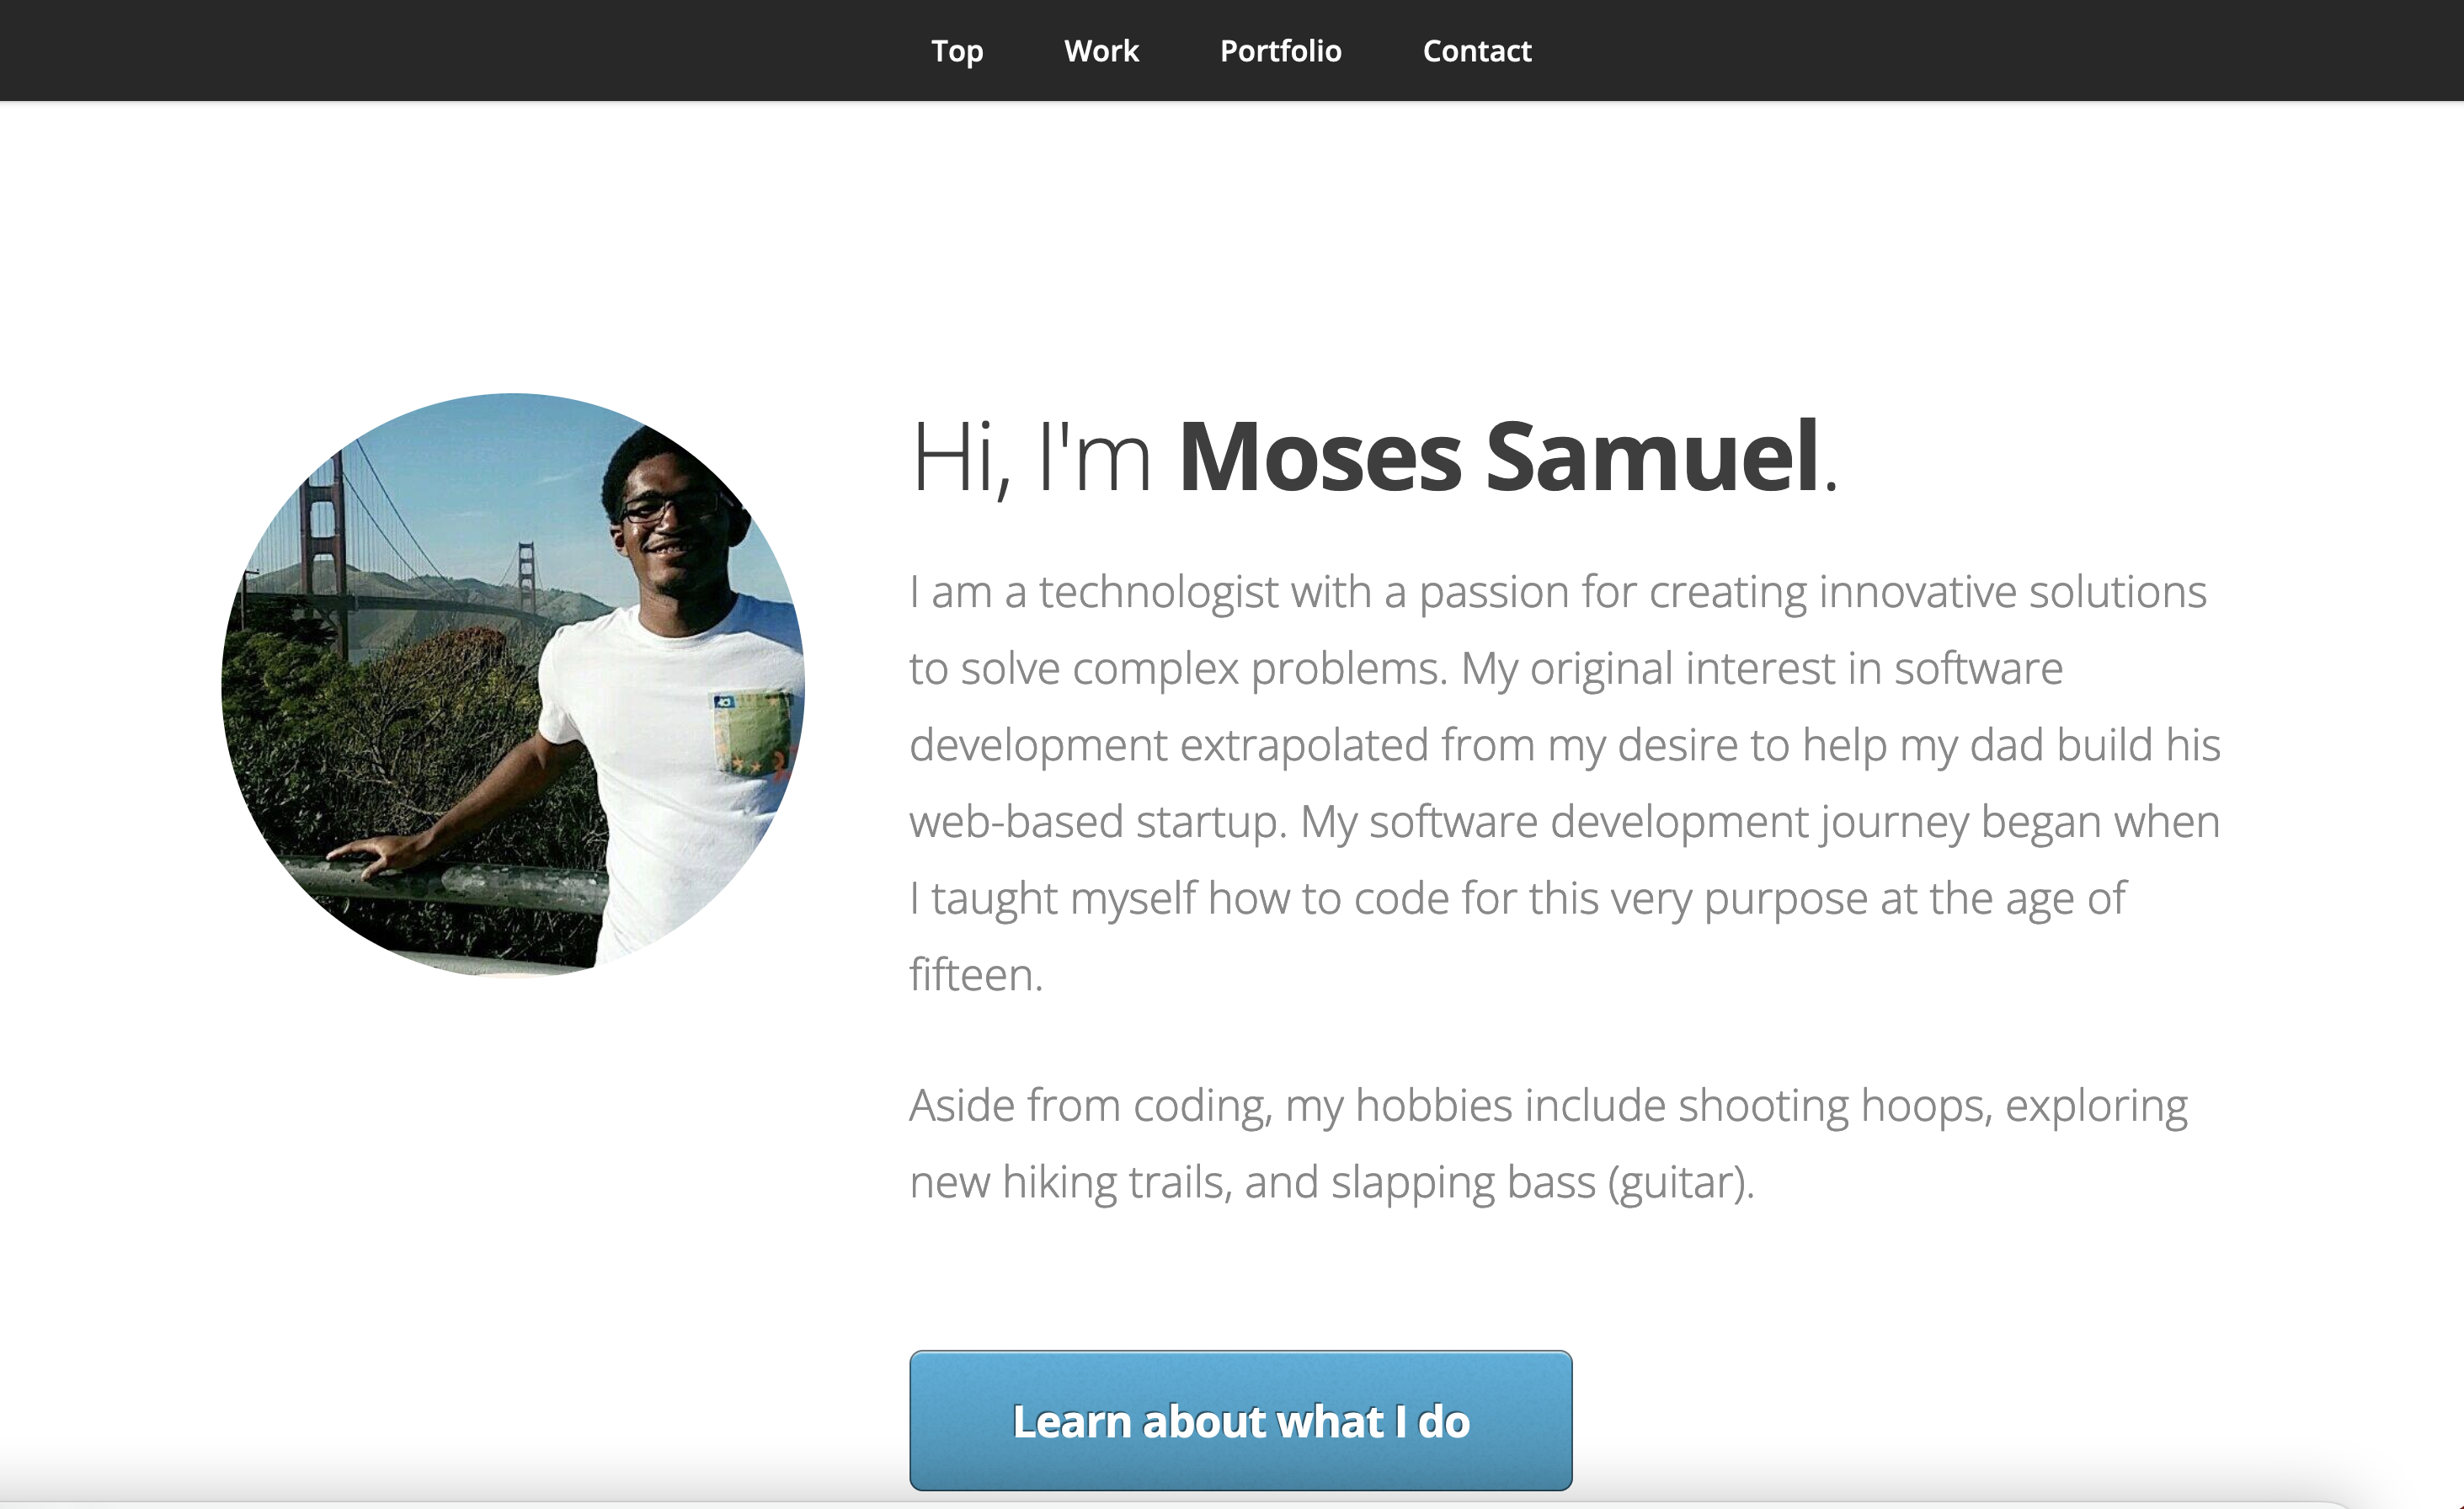 Top Work Portfolio Contact
Hi, I'm Moses Samuel.
I am a technologist with a passion for creating innovative solutions
to solve complex problems. My original interest in software
development extrapolated from my desire to help my dad build his
web-based startup. My software development journey began when
I taught myself how to code for this very purpose at the age of
fifteen.
Aside from coding, my hobbies include shooting hoops, exploring
new hiking trails, and slapping bass (guitar).
Learn about what I do